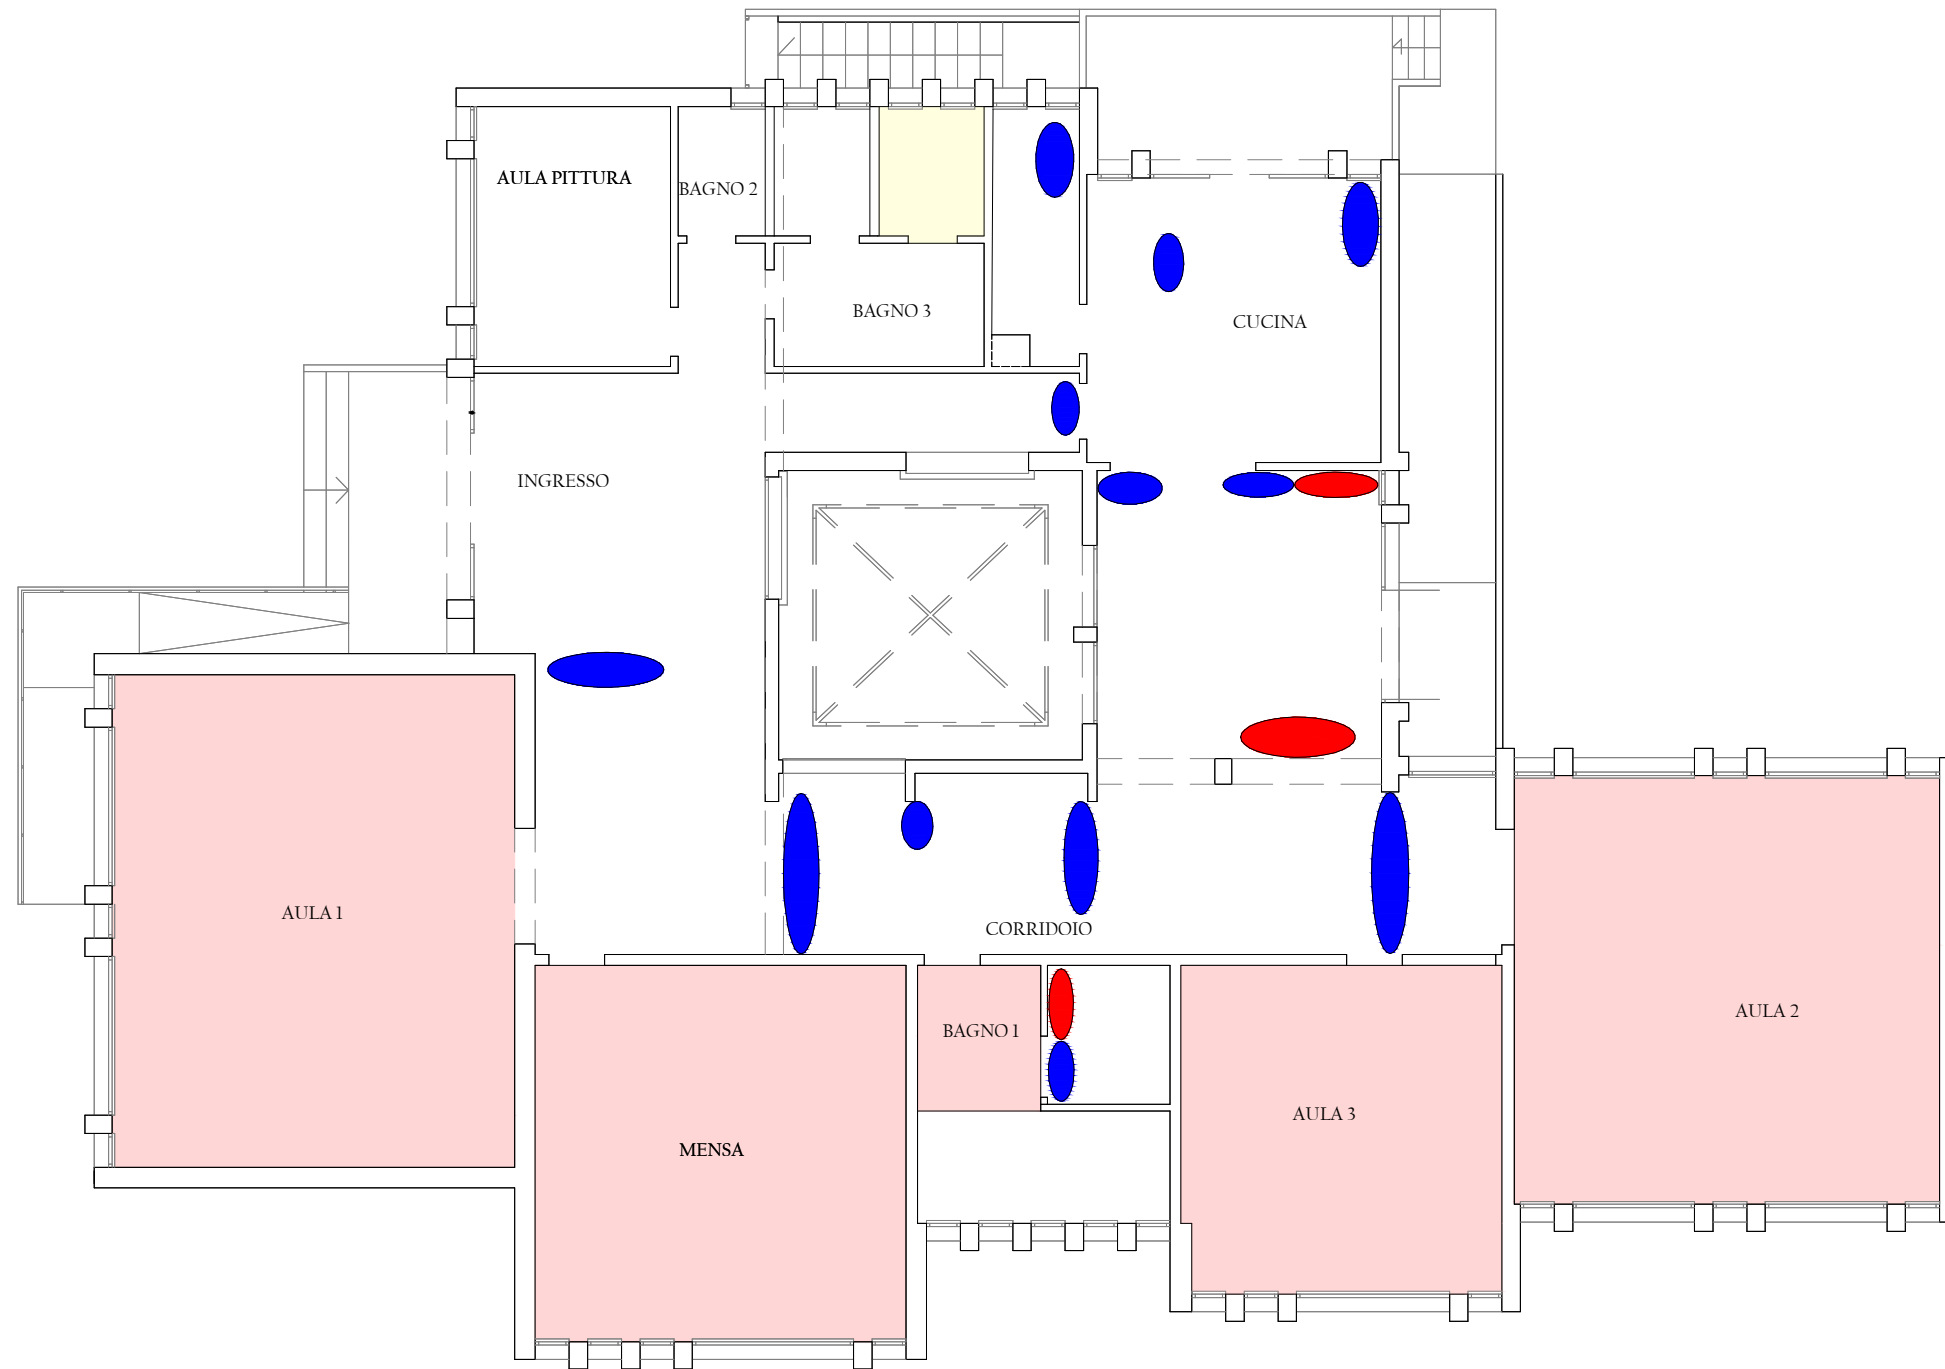 AULA PITTURA
BAGNO 2
BAGNO 3
CUCINA
INGRESSO
AULA 1
CORRIDOIO
AULA 2
BAGNO 1
AULA 3
MENSA